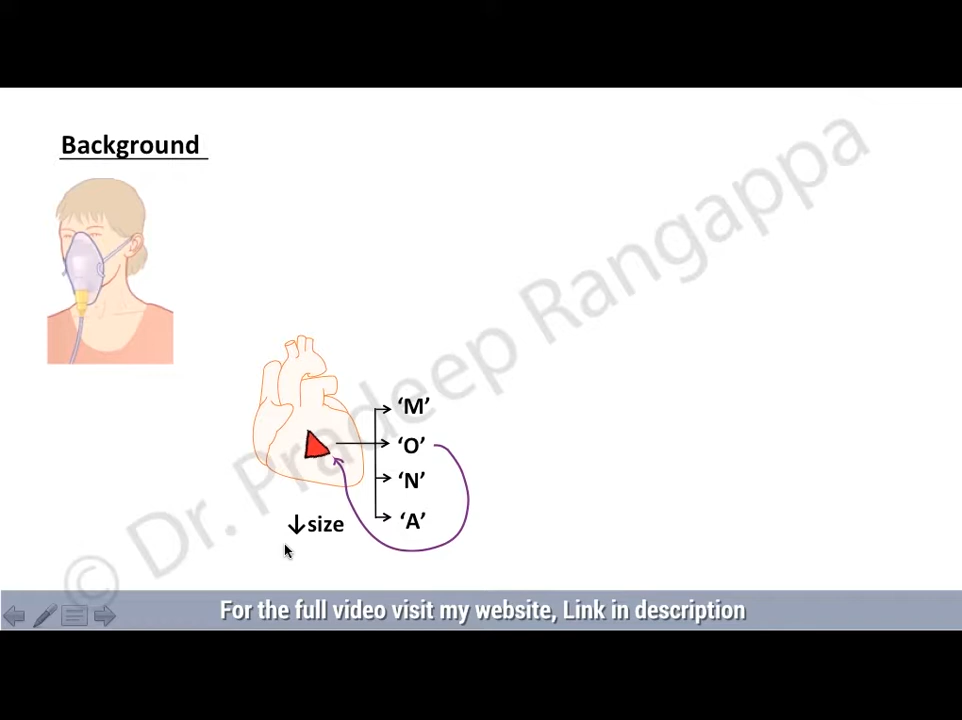 Background
‘M’
‘O’
‘N’
‘A’
↓size
© Dr. Pradeep Rangappa
For the full video visit my website, Link in description